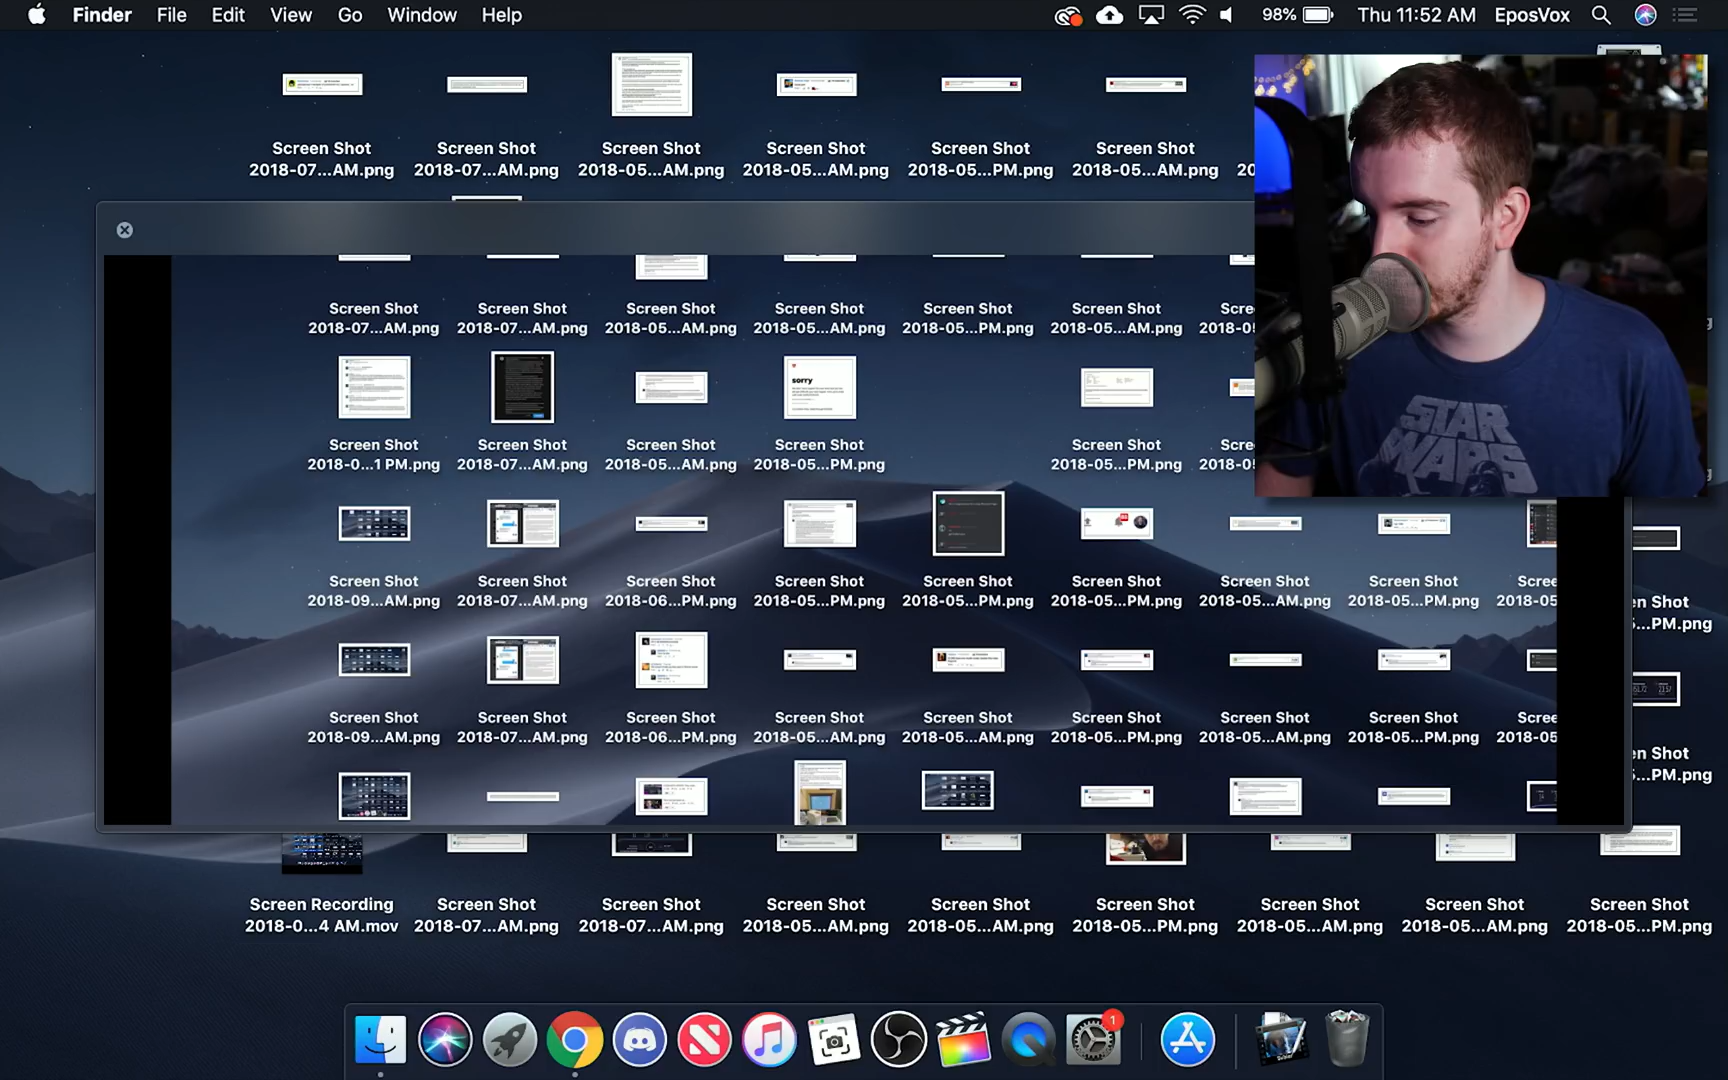 Finder File Edit View Go Window Help 98% Thu 11:52 AM EposVox
Screen Shot Screen Shot Screen Shot Screen Shot Screen Shot Screen Shot
2018-07...AM.png 2018-07...AM.png 2018-05...AM.png 2018-05...AM.png 2018-05...PM.png 2018-05...AM.png
Screen Shot Screen Shot Screen Shot Screen Shot Screen Shot Screen Shot
2018-07...AM.png 2018-07...AM.png 2018-05...AM.png 2018-05...AM.png 2018-05...PM.png 2018-05...AM.png
sorry
Screen Shot Screen Shot Screen Shot Screen Shot Screen Shot
2018-0...1 PM.png 2018-07...AM.png 2018-05...AM.png 2018-05...PM.png 2018-05...PM.png
STAR
WARS
Screen Shot Screen Shot Screen Shot Screen Shot Screen Shot Screen Shot Screen Shot Screen Shot
2018-09...AM.png 2018-07...AM.png 2018-06...PM.png 2018-05...PM.png 2018-05...PM.png 2018-05...PM.png 2018-05...AM.png 2018-05...PM.png
Screen Shot Screen Shot Screen Shot Screen Shot Screen Shot Screen Shot Screen Shot Screen Shot
2018-09...AM.png 2018-07...AM.png 2018-06...PM.png 2018-05...AM.png 2018-05...AM.png 2018-05...PM.png 2018-05...AM.png 2018-05...PM.png
Screen Recording Screen Shot Screen Shot Screen Shot Screen Shot Screen Shot Screen Shot Screen Shot Screen Shot
2018-0...4 AM.mov 2018-07...AM.png 2018-07...AM.png 2018-05...AM.png 2018-05...AM.png 2018-05...PM.png 2018-05...AM.png 2018-05...AM.png 2018-05...PM.png
1